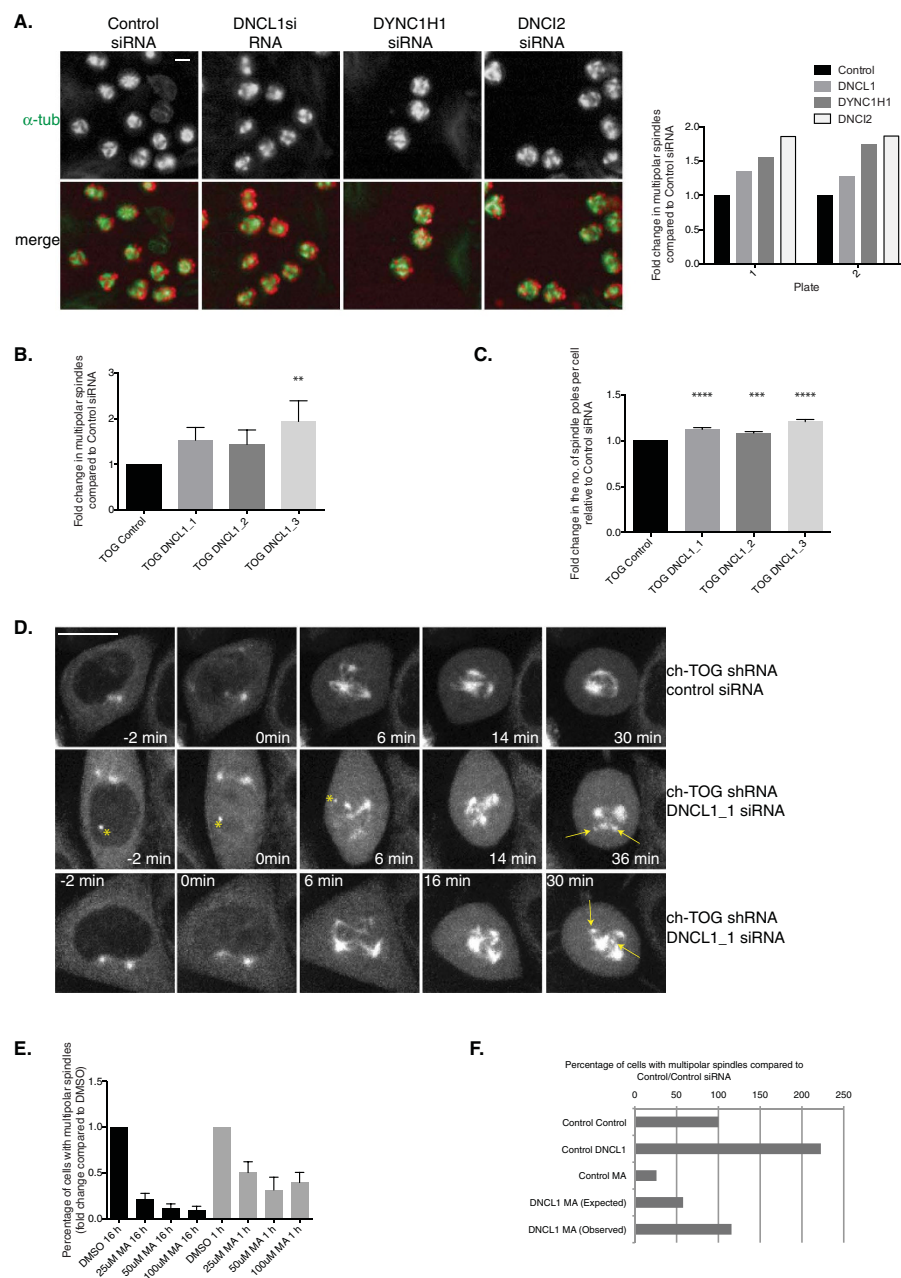 A.
Control
siRNA
DNCL1si
RNA
DYNC1H1
siRNA
DNCI2
siRNA
α-tub
merge
Control
DNCL1
DYNC1H1
DNCI2
Fold change in multipolar spindles
compared to Control siRNA
2.0
1.5
1.0
0.5
0.0
1
2
Plate
B.
Fold change in multipolar spindles
compared to Control siRNA
3
2
1
0
**
TOG Control
TOG DNCL1_1
TOG DNCL1_2
TOG DNCL1_3
C.
Fold change in the no. of spindle poles per cell
relative to Control siRNA
1.5
1.0
0.5
0.0
****
***
****
TOG Control
TOG DNCL1_1
TOG DNCL1_2
TOG DNCL1_3
D.
-2 min
0min
6 min
14 min
30 min
ch-TOG shRNA
control siRNA
*
*
*
-2 min
0min
6 min
14 min
36 min
ch-TOG shRNA
DNCL1_1 siRNA
-2 min
0min
6 min
16 min
30 min
ch-TOG shRNA
DNCL1_1 siRNA
E.
Percentage of cells with multipolar spindles
(fold change compared to DMSO)
1.5
1.0
0.5
0.0
DMSO 16 h
25uM MA 16 h
50uM MA 16 h
100uM MA 16 h
DMSO 1 h
25uM MA 1 h
50uM MA 1 h
100uM MA 1 h
F.
Percentage of cells with multipolar spindles compared to
Control/Control siRNA
0
50
100
150
200
250
Control Control
Control DNCL1
Control MA
DNCL1 MA (Expected)
DNCL1 MA (Observed)